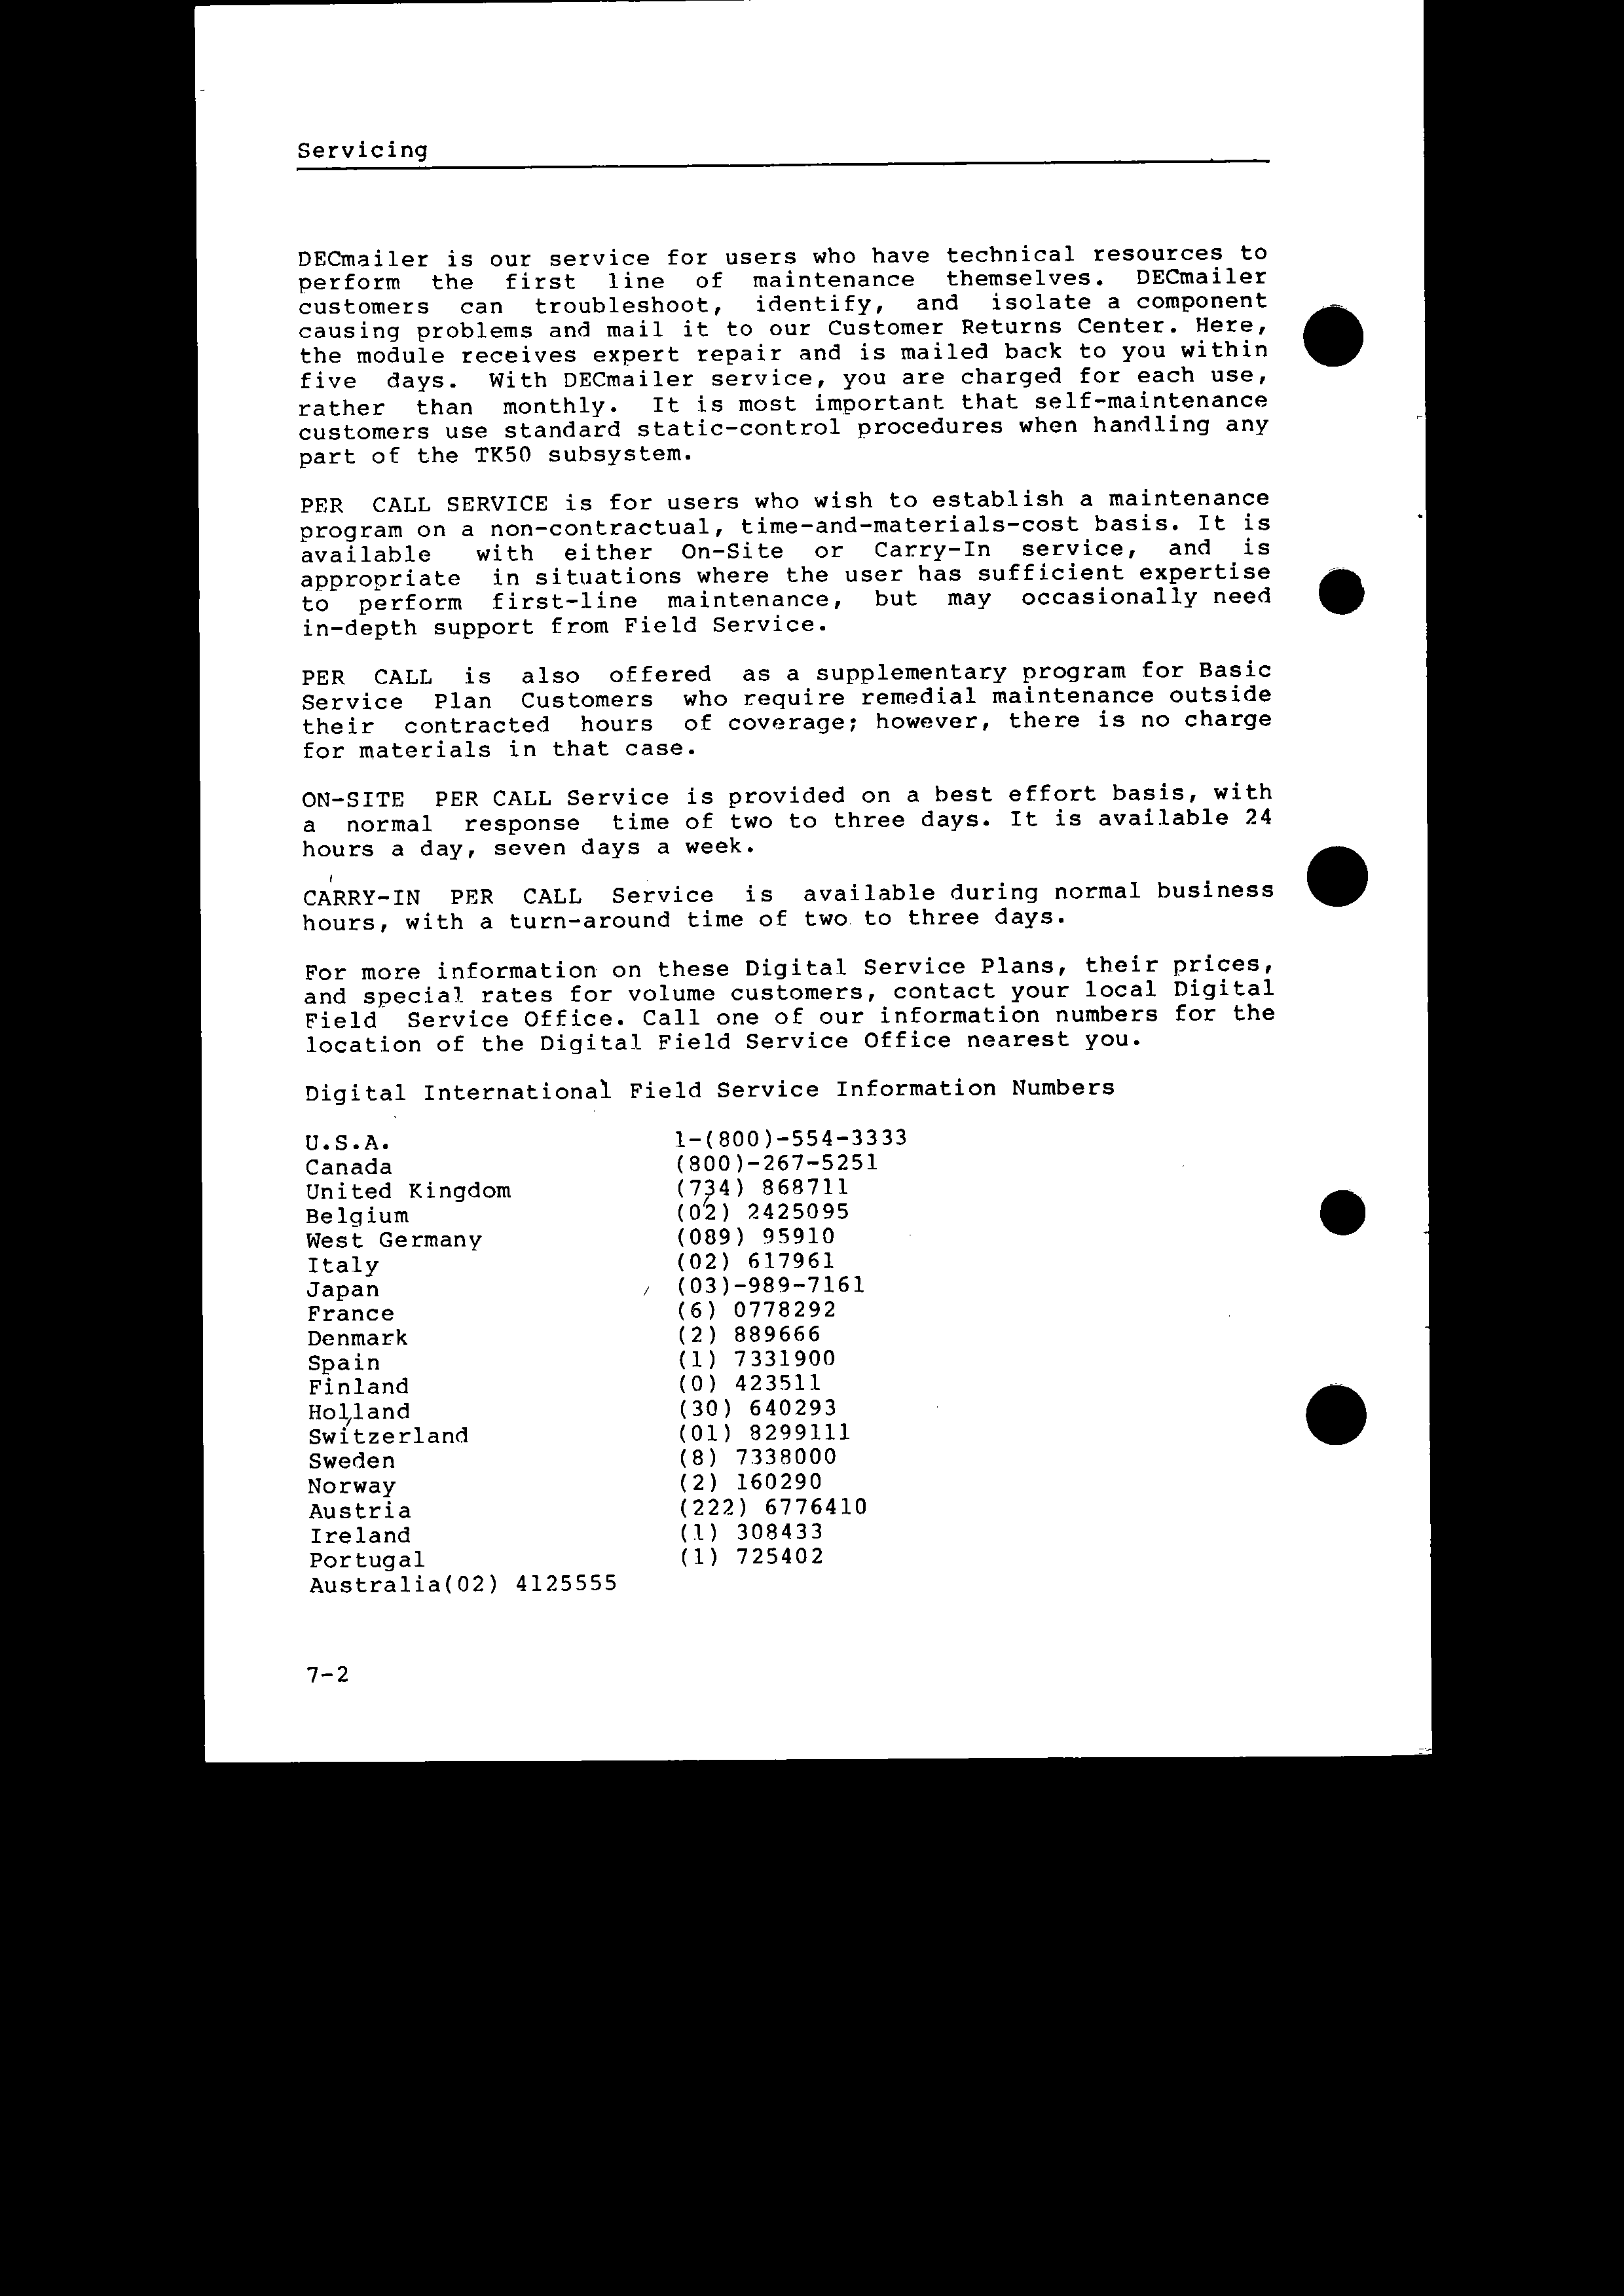 Servicing
DECmailer is our service for users who have technical resources to
perform the first line of maintenance themselves. DECmailer
customers can troubleshoot, identify, and isolate a component
causing problems and mail it to our Customer Returns Center. Here,
the module receives expert repair and is mailed back to you within
five days. With DECmailer service, you are charged for each use,
rather than monthly. It is most important that self-maintenance
customers use standard static-control procedures when handling any
part of the TK50 subsystem.
PER CALL SERVICE is for users who wish to establish a maintenance
program on a non-contractual, time-and-materials-cost basis. It is
available with either On-Site or Carry-In service, and is
appropriate in situations where the user has sufficient expertise
to perform first-line maintenance, but may occasionally need
in-depth support from Field Service.
PER CALL is also offered as a supplementary program for Basic
Service Plan Customers who require remedial maintenance outside
their contracted hours of coverage; however, there is no charge
for materials in that case.
ON-SITE PER CALL Service is provided on a best effort basis, with
a normal response time of two to three days. It is available 24
hours a day, seven days a week.
CARRY-IN PER CALL Service is available during normal business
hours, with a turn-around time of two to three days.
For more information on these Digital Service Plans, their prices,
and special rates for volume customers, contact your local Digital
Field Service Office. Call one of our information numbers for the
location of the Digital Field Service Office nearest you.
Digital International Field Service Information Numbers
U.S.A. 1-(800)-554-3333
Canada (800)-267-5251
United Kingdom (734) 868711
Belgium (02) 2425095
West Germany (089) 95910
Italy (02) 617961
Japan (03)-989-7161
France (6) 0778292
Denmark (2) 889666
Spain (1) 7331900
Finland (0) 423511
Holland (30) 640293
Switzerland (01) 8299111
Sweden (8) 7338000
Norway (2) 160290
Austria (222) 6776410
Ireland (1) 308433
Portugal (1) 725402
Australia(02) 4125555
7-2